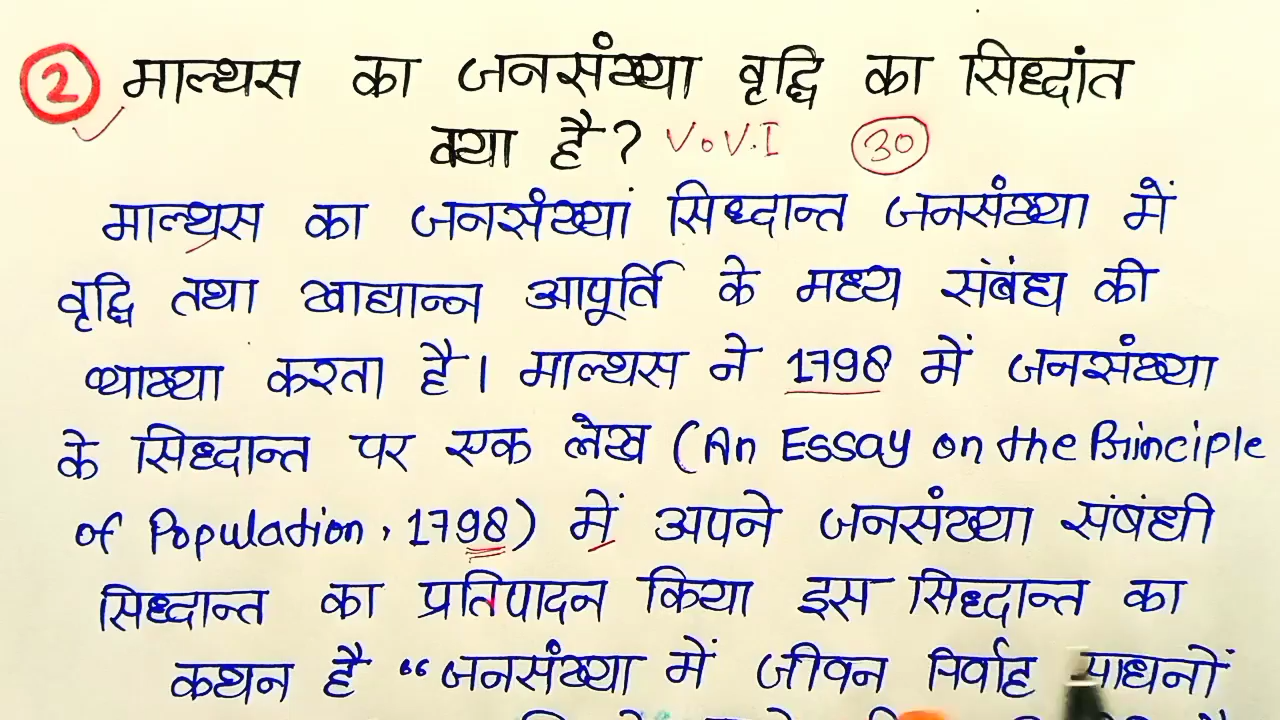 ② माल्थस का जनसंख्या वृद्धि का सिद्धांत
क्या है? V.V.I 30
माल्थस का जनसंख्यां सिध्दान्त जनसंख्या में
वृद्धि तथा खाद्यान्न आपूर्ति के मध्य संबंध की
व्याख्या करता है। माल्थस ने 1798 में जनसंख्या
के सिध्दान्त पर एक लेख (An Essay on the Principle
of Population, 1798) में अपने जनसंख्या संबंधी
सिध्दान्त का प्रतिपादन किया इस सिध्दान्त का
कथन है “जनसंख्या में जीवन निर्वाह साधनों